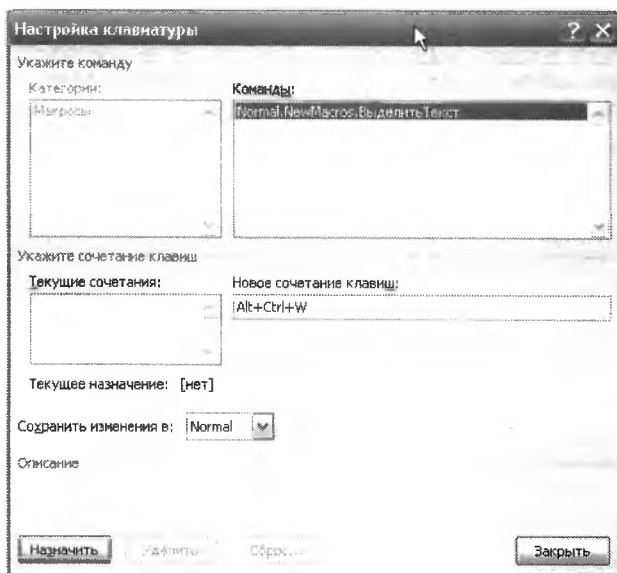 Настройка клавиатуры
Укажите команду
Категории: Команды:
Макросы Normal.NewMacros.ВыделитьТекст
Укажите сочетание клавиш
Текущие сочетания: Новое сочетание клавиш:
Alt+Ctrl+W
Текущее назначение: [нет]
Сохранить изменения в: Normal
Описание
Назначить Удалить Сброс... Закрыть